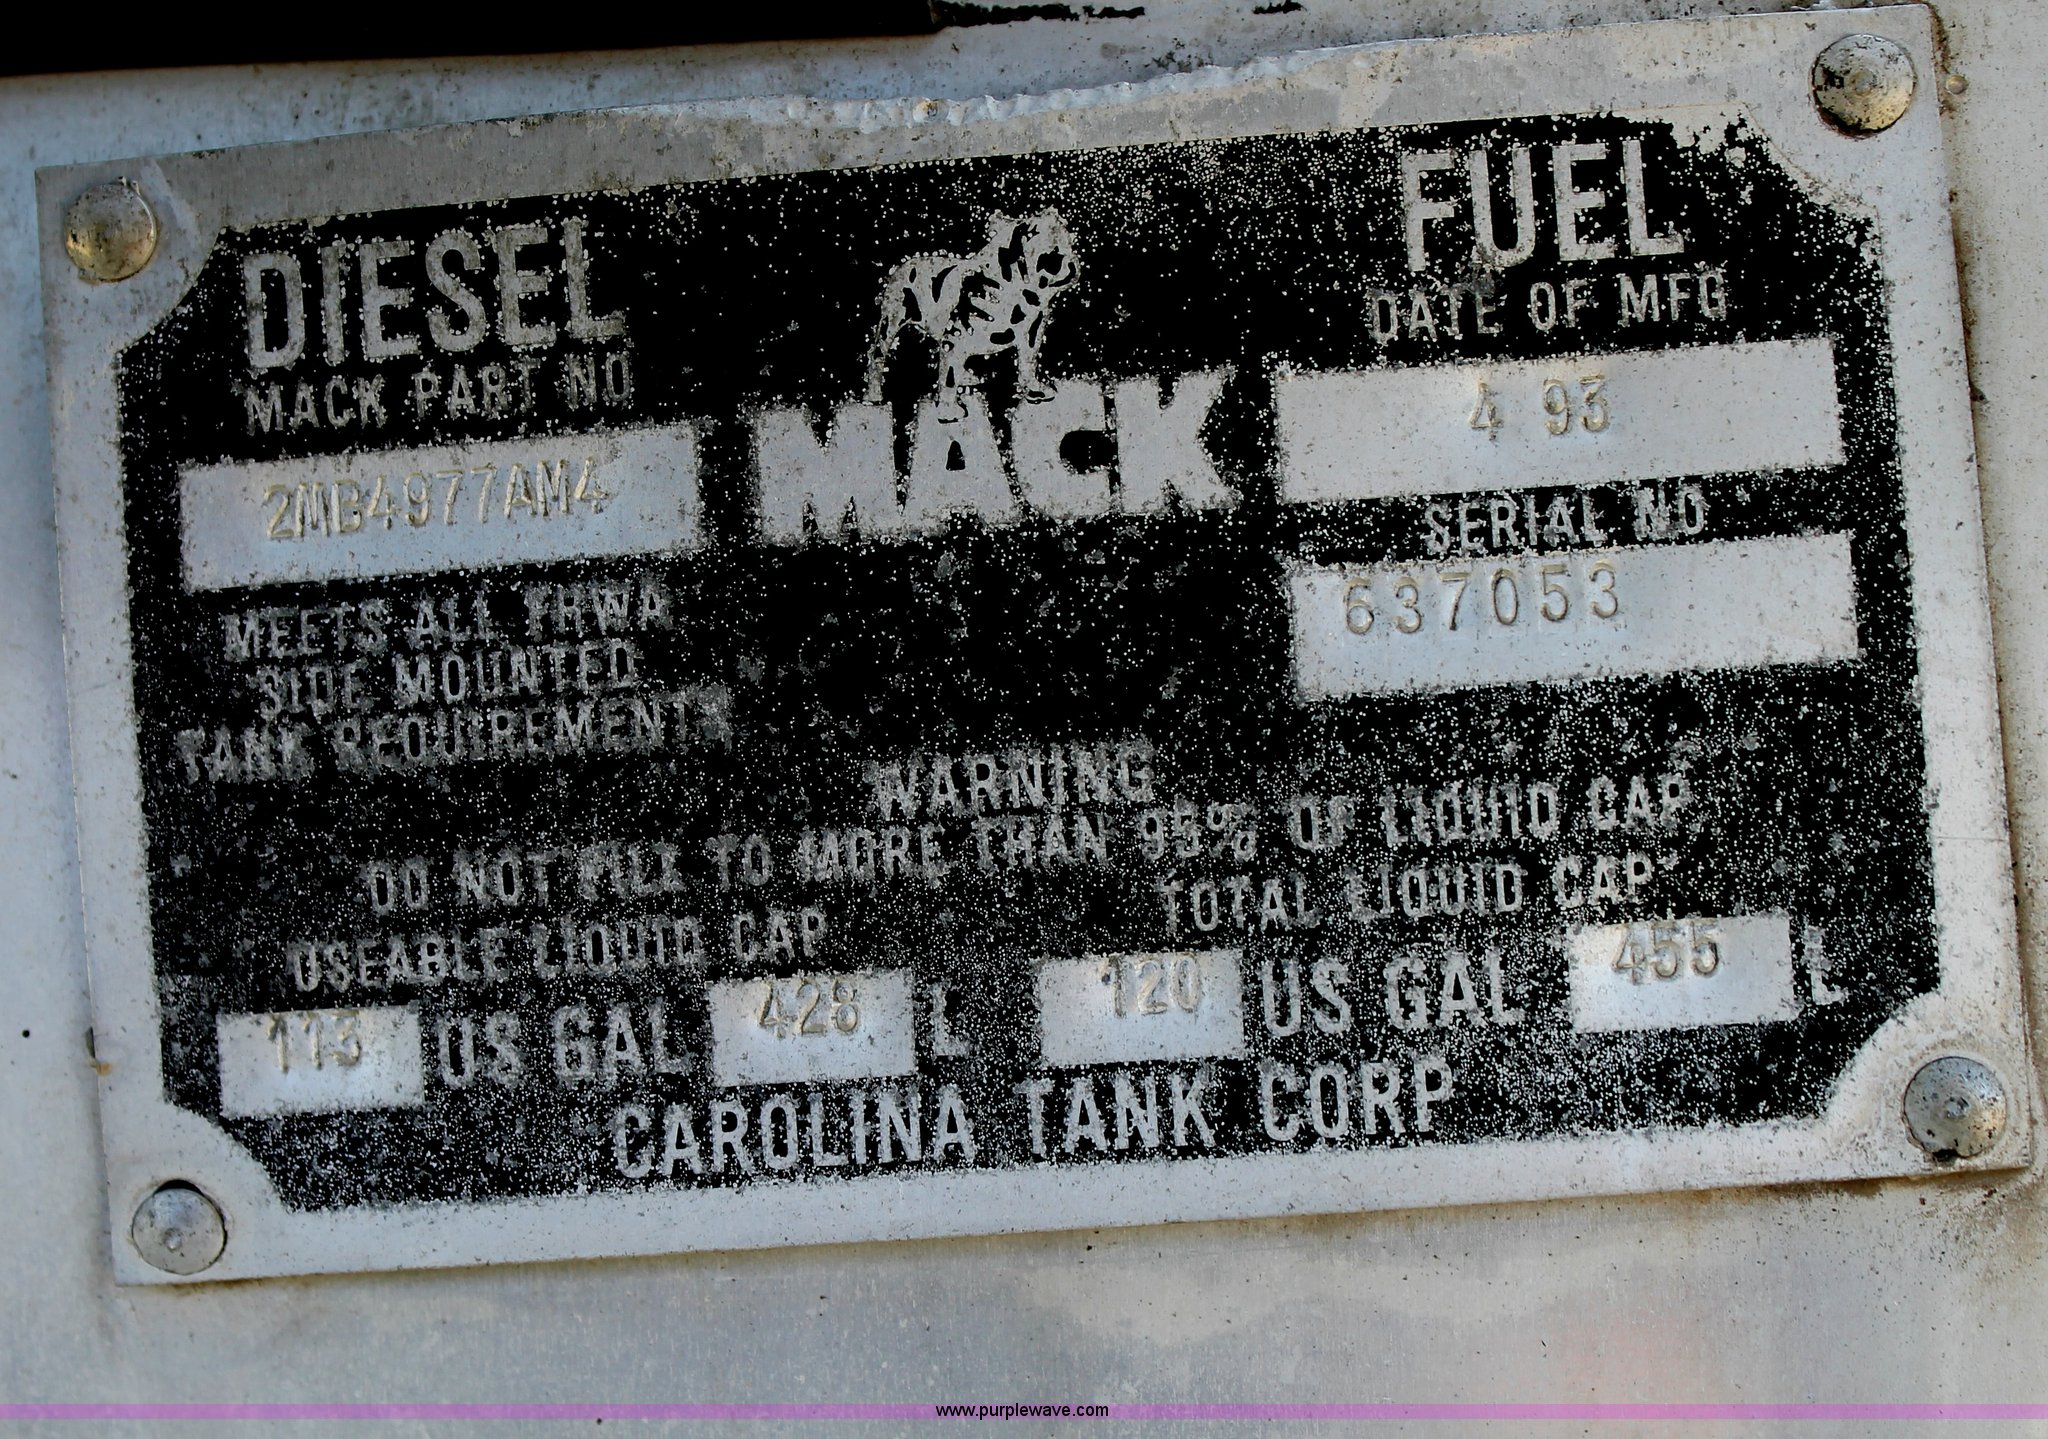 DIESEL
FUEL
MACK PART NO
DATE OF MFG
2MB4977AM4
MACK
4 93
SERIAL NO
637053
MEETS ALL FHWA
SIDE MOUNTED
TANK REQUIREMENTS
WARNING
DO NOT FILL TO MORE THAN 95% OF LIQUID CAP.
USEABLE LIQUID CAP
TOTAL LIQUID CAP
113 US GAL 428 L 120 US GAL 455 L
CAROLINA TANK CORP
www.purplewave.com